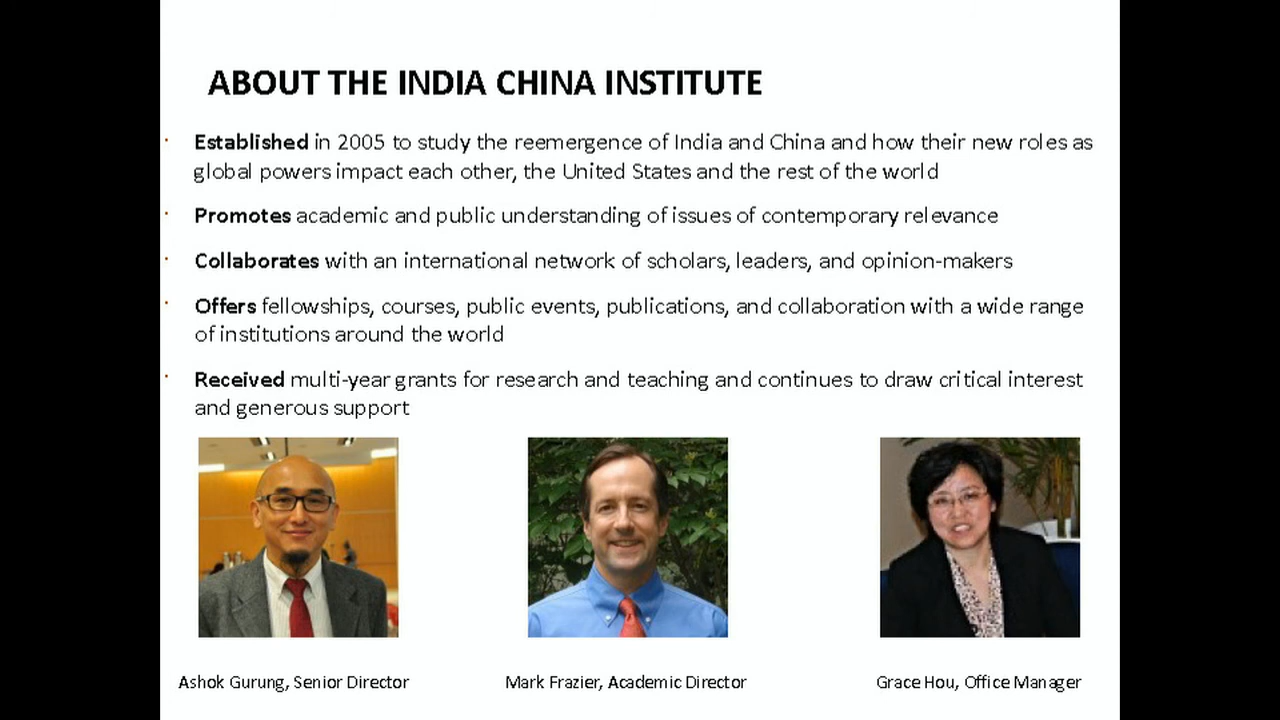 ABOUT THE INDIA CHINA INSTITUTE
· Established in 2005 to study the reemergence of India and China and how their new roles as
global powers impact each other, the United States and the rest of the world
· Promotes academic and public understanding of issues of contemporary relevance
· Collaborates with an international network of scholars, leaders, and opinion-makers
· Offers fellowships, courses, public events, publications, and collaboration with a wide range
of institutions around the world
· Received multi-year grants for research and teaching and continues to draw critical interest
and generous support
Ashok Gurung, Senior Director
Mark Frazier, Academic Director
Grace Hou, Office Manager